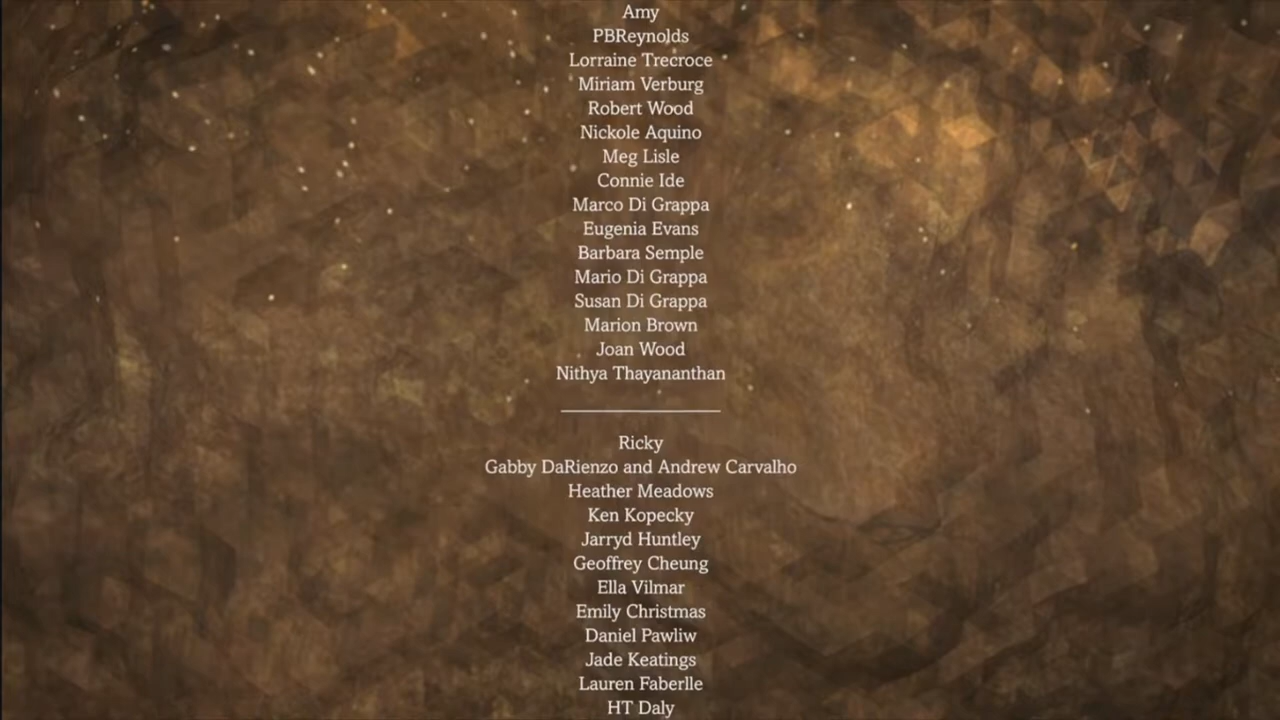 Amy
PBReynolds
Lorraine Trecroce
Miriam Verburg
Robert Wood
Nickole Aquino
Meg Lisle
Connie Ide
Marco Di Grappa
Eugenia Evans
Barbara Semple
Mario Di Grappa
Susan Di Grappa
Marion Brown
Joan Wood
Nithya Thayananthan
Ricky
Gabby DaRienzo and Andrew Carvalho
Heather Meadows
Ken Kopecky
Jarryd Huntley
Geoffrey Cheung
Ella Vilmar
Emily Christmas
Daniel Pawliw
Jade Keatings
Lauren Faberlle
HT Daly